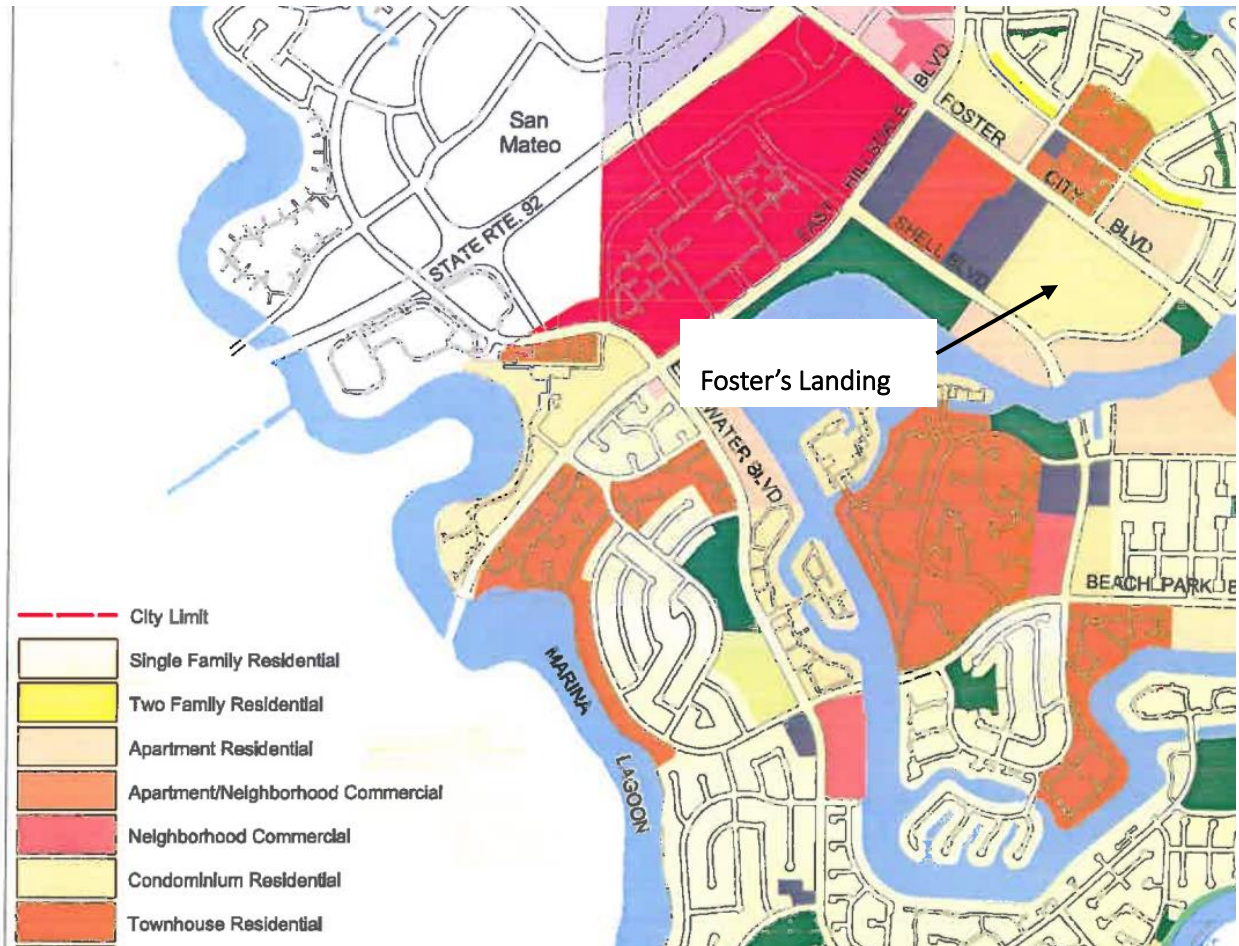 San
Mateo
STATE RTE. 92
EAST HILLSDALE BLVD
FOSTER
CITY
BLVD
SHELL BLVD
Foster's Landing
WATER BLVD
BEACH PARK B
MARINA
LAGOON
City Limit
Single Family Residential
Two Family Residential
Apartment Residential
Apartment/Neighborhood Commercial
Neighborhood Commercial
Condominium Residential
Townhouse Residential